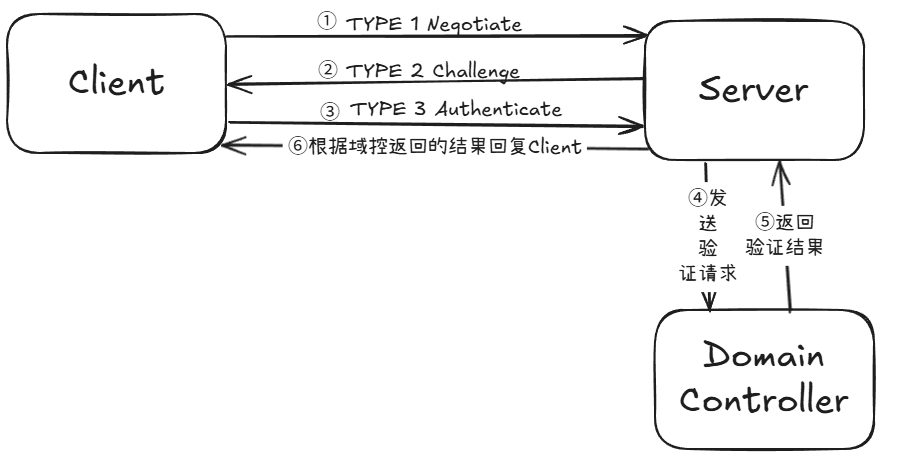 Client
① TYPE 1 Negotiate
② TYPE 2 Challenge
③ TYPE 3 Authenticate
⑥根据域控返回的结果回复Client
Server
④发
送
验
证请求
⑤返回
验证结果
Domain
Controller